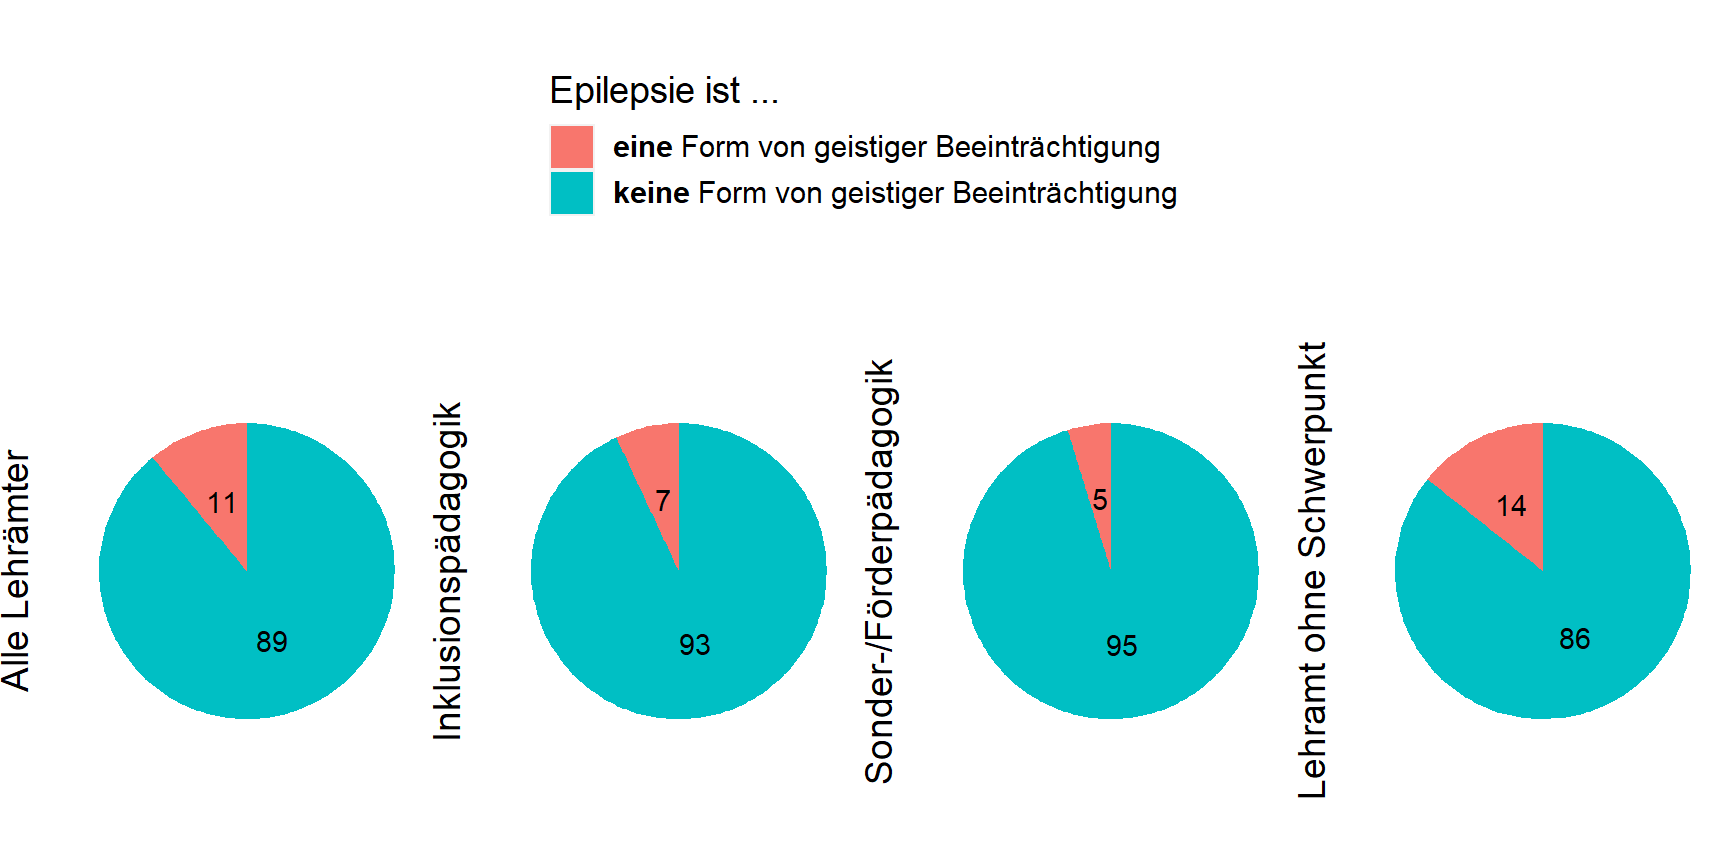 Epilepsie ist ...
eine Form von geistiger Beeinträchtigung
keine Form von geistiger Beeinträchtigung
Alle Lehrämter
11
89
Inklusionspädagogik
7
93
Sonder-/Förderpädagogik
5
95
Lehramt ohne Schwerpunkt
14
86